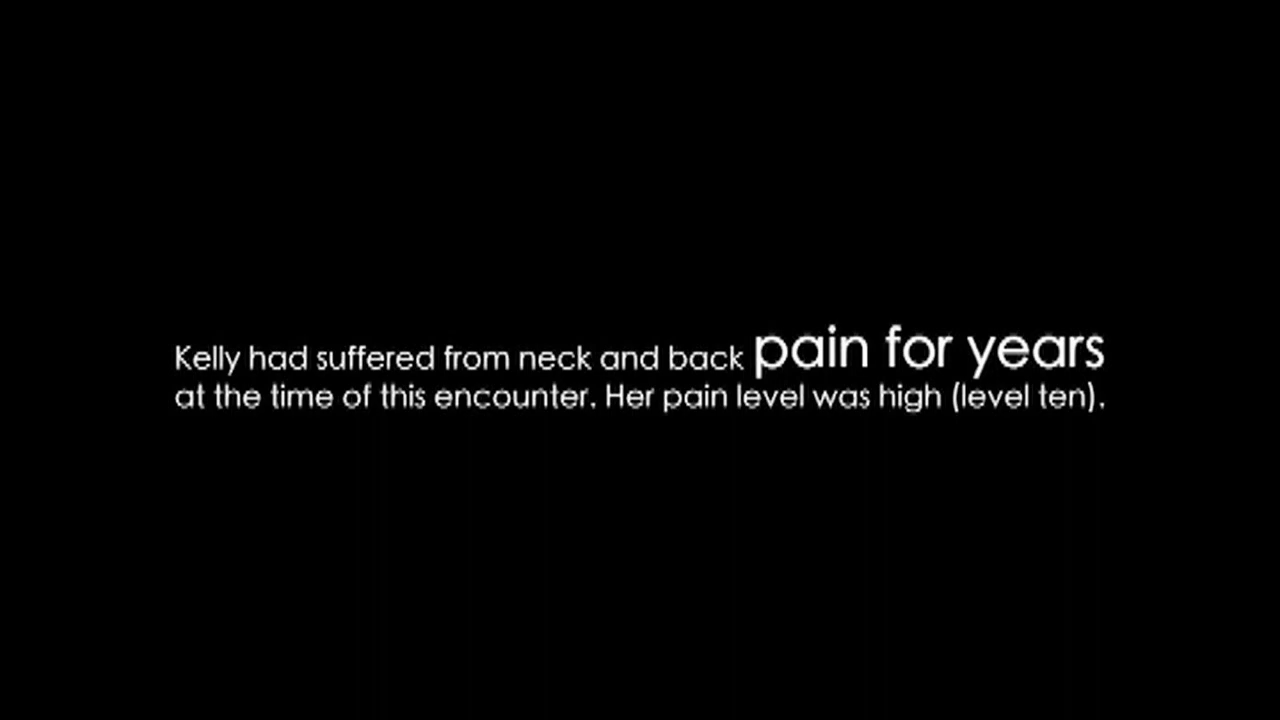 Kelly had suffered from neck and back pain for years
at the time of this encounter. Her pain level was high (level ten).